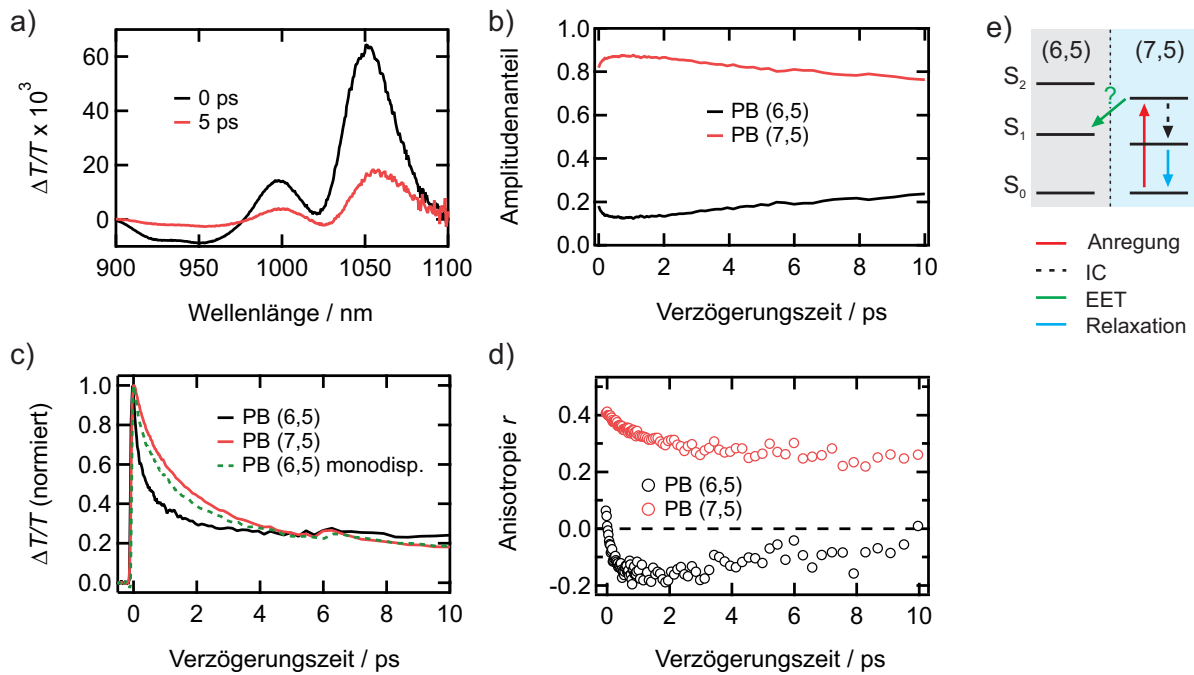 a)
ΔT/T x 10³
60
40
20
0
0 ps
5 ps
900
950
1000
1050
1100
Wellenlänge / nm
b)
Amplitudenanteil
1.0
0.8
0.6
0.4
0.2
0.0
PB (6,5)
PB (7,5)
0
2
4
6
8
10
Verzögerungszeit / ps
e)
(6,5)
(7,5)
S₂
?
S₁
S₀
Anregung
IC
EET
Relaxation
c)
ΔT/T (normiert)
1.0
0.8
0.6
0.4
0.2
0.0
PB (6,5)
PB (7,5)
PB (6,5) monodisp.
0
2
4
6
8
10
Verzögerungszeit / ps
d)
Anisotropie r
0.4
0.2
0.0
-0.2
PB (6,5)
PB (7,5)
0
2
4
6
8
10
Verzögerungszeit / ps